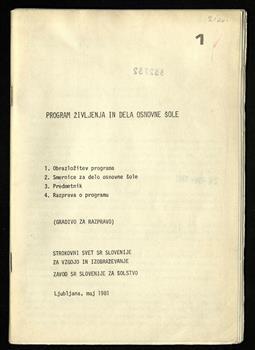 1
PROGRAM ŽIVLJENJA IN DELA OSNOVNE ŠOLE
1. Obrazložitev programa
2. Smernice za delo osnovne šole
3. Predmetnik
4. Razprava o programu
(GRADIVO ZA RAZPRAVO)
STROKOVNI SVET SR SLOVENIJE
ZA VZGOJO IN IZOBRAŽEVANJE
ZAVOD SR SLOVENIJE ZA ŠOLSTVO
Ljubljana, maj 1981